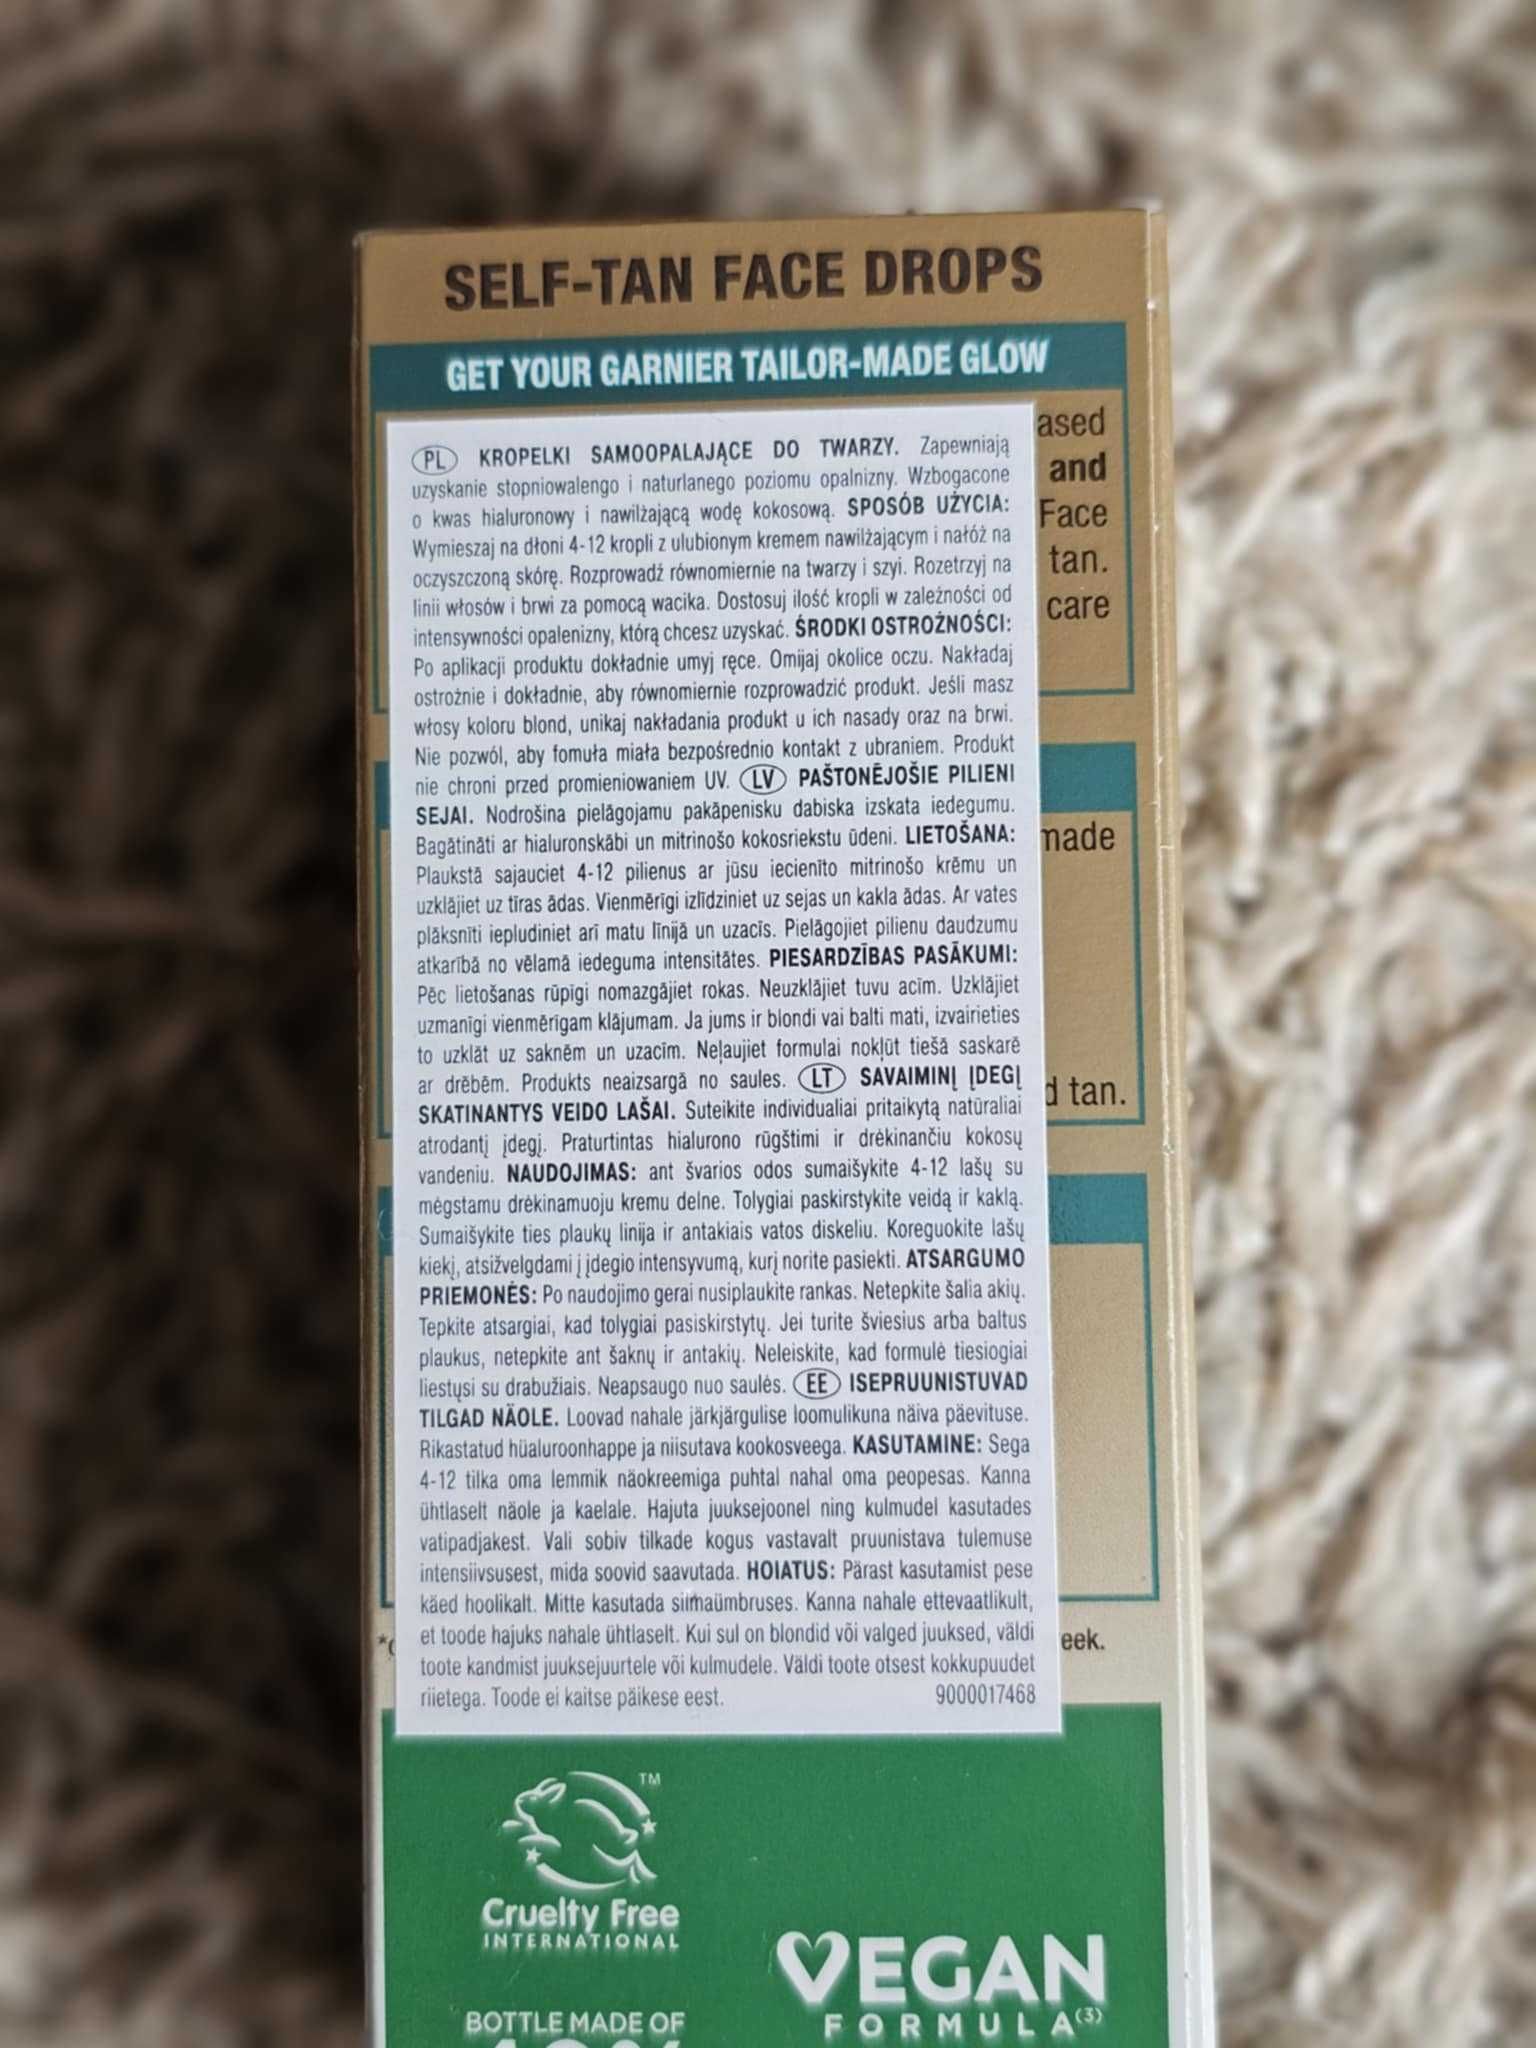 SELF-TAN FACE DROPS
GET YOUR GARNIER TAILOR-MADE GLOW
ased
and
Face
tan.
care
made
d tan.
eek.
PL KROPELKI SAMOOPALAJĄCE DO TWARZY. Zapewniają
uzyskanie stopniowalengo i naturlanego poziomu opalnizny. Wzbogacone
o kwas hialuronowy i nawilżającą wodę kokosową. SPOSÓB UŻYCIA:
Wymieszaj na dłoni 4-12 kropli z ulubionym kremem nawilżającym i nałóż na
oczyszczoną skórę. Rozprowadź równomiernie na twarzy i szyi. Rozetrzyj na
linii włosów i brwi za pomocą wacika. Dostosuj ilość kropli w zależności od
intensywności opalenizny, którą chcesz uzyskać. ŚRODKI OSTROŻNOŚCI:
Po aplikacji produktu dokładnie umyj ręce. Omijaj okolice oczu. Nakładaj
ostrożnie i dokładnie, aby równomiernie rozprowadzić produkt. Jeśli masz
włosy koloru blond, unikaj nakładania produkt u ich nasady oraz na brwi.
Nie pozwól, aby fomuła miała bezpośrednio kontakt z ubraniem. Produkt
nie chroni przed promieniowaniem UV. LV PAŠTONĒJOŠIE PILIENI
SEJAI. Nodrošina pielāgojamu pakāpenisku dabiska izskata iedegumu.
Bagātināti ar hialuronskābi un mitrinošo kokosriekstu ūdeni. LIETOŠANA:
Plaukstā sajauciet 4-12 pilienus ar jūsu iecienīto mitrinošo krēmu un
uzklājiet uz tīras ādas. Vienmērīgi izlīdziniet uz sejas un kakla ādas. Ar vates
plāksnīti iepludiniet arī matu līnijā un uzacīs. Pielāgojiet pilienu daudzumu
atkarībā no vēlamā iedeguma intensitātes. PIESARDZĪBAS PASĀKUMI:
Pēc lietošanas rūpīgi nomazgājiet rokas. Neuzklājiet tuvu acīm. Uzklājiet
uzmanīgi vienmērīgam klājumam. Ja jums ir blondi vai balti mati, izvairieties
to uzklāt uz saknēm un uzacīm. Neļaujiet formulai nokļūt tiešā saskarē
ar drēbēm. Produkts neaizsargā no saules. LT SAVAIMINĮ ĮDEGĮ
SKATINANTYS VEIDO LAŠAI. Suteikite individualiai pritaikytą natūraliai
atrodantį įdegį. Praturtintas hialurono rūgštimi ir drėkinančiu kokosų
vandeniu. NAUDOJIMAS: ant švarios odos sumaišykite 4-12 lašų su
mėgstamu drėkinamuoju kremu delne. Tolygiai paskirstykite veidą ir kaklą.
Sumaišykite ties plaukų linija ir antakiais vatos diskeliu. Koreguokite lašų
kiekį, atsižvelgdami į įdegio intensyvumą, kurį norite pasiekti. ATSARGUMO
PRIEMONĖS: Po naudojimo gerai nusiplaukite rankas. Netepkite šalia akių.
Tepkite atsargiai, kad tolygiai pasiskirstytų. Jei turite šviesius arba baltus
plaukus, netepkite ant šaknų ir antakių. Neleiskite, kad formulė tiesiogiai
liestųsi su drabužiais. Neapsaugo nuo saulės. EE ISEPRUUNISTUVAD
TILGAD NÄOLE. Loovad nahale järkjärgulise loomulikuna näiva päevituse.
Rikastatud hüaluroonhappe ja niisutava kookosveega. KASUTAMINE: Sega
4-12 tilka oma lemmik näokreemiga puhtal nahal oma peopesas. Kanna
ühtlaselt näole ja kaelale. Hajuta juuksejoonel ning kulmudel kasutades
vatipadjakest. Vali sobiv tilkade kogus vastavalt pruunistava tulemuse
intensiivsusest, mida soovid saavutada. HOIATUS: Pärast kasutamist pese
käed hoolikalt. Mitte kasutada silmaümbruses. Kanna nahale ettevaatlikult,
et toode hajuks nahale ühtlaselt. Kui sul on blondid või valged juuksed, väldi
toote kandmist juuksejuurtele või kulmudele. Väldi toote otsest kokkupuudet
riietega. Toode ei kaitse päikese eest. 9000017468
TM
Cruelty Free
INTERNATIONAL
BOTTLE MADE OF
VEGAN
FORMULA(3)